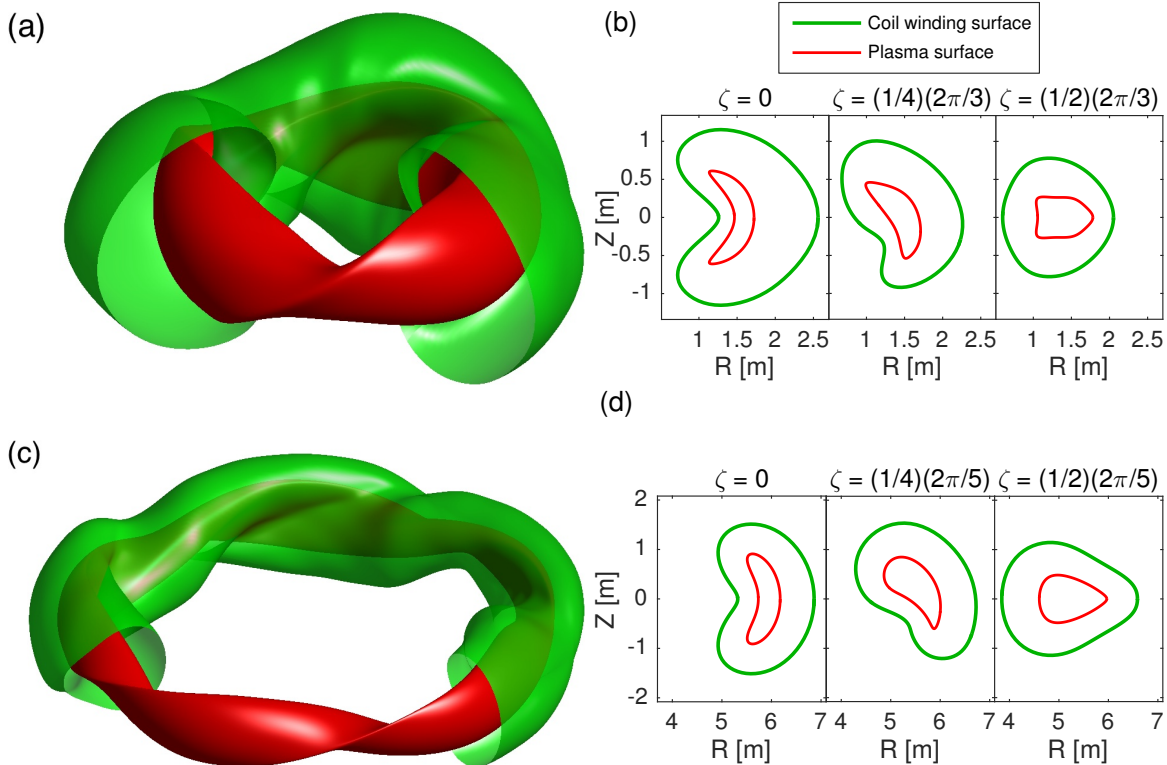 (a)
(b)
Coil winding surface
Plasma surface
ζ = 0
ζ = (1/4)(2π/3)
ζ = (1/2)(2π/3)
1
0.5
0
-0.5
-1
Z [m]
1 1.5 2 2.5
1 1.5 2 2.5
1 1.5 2 2.5
R [m]
R [m]
R [m]
(c)
(d)
ζ = 0
ζ = (1/4)(2π/5)
ζ = (1/2)(2π/5)
2
1
0
-1
-2
Z [m]
4 5 6 7
4 5 6 7
4 5 6 7
R [m]
R [m]
R [m]